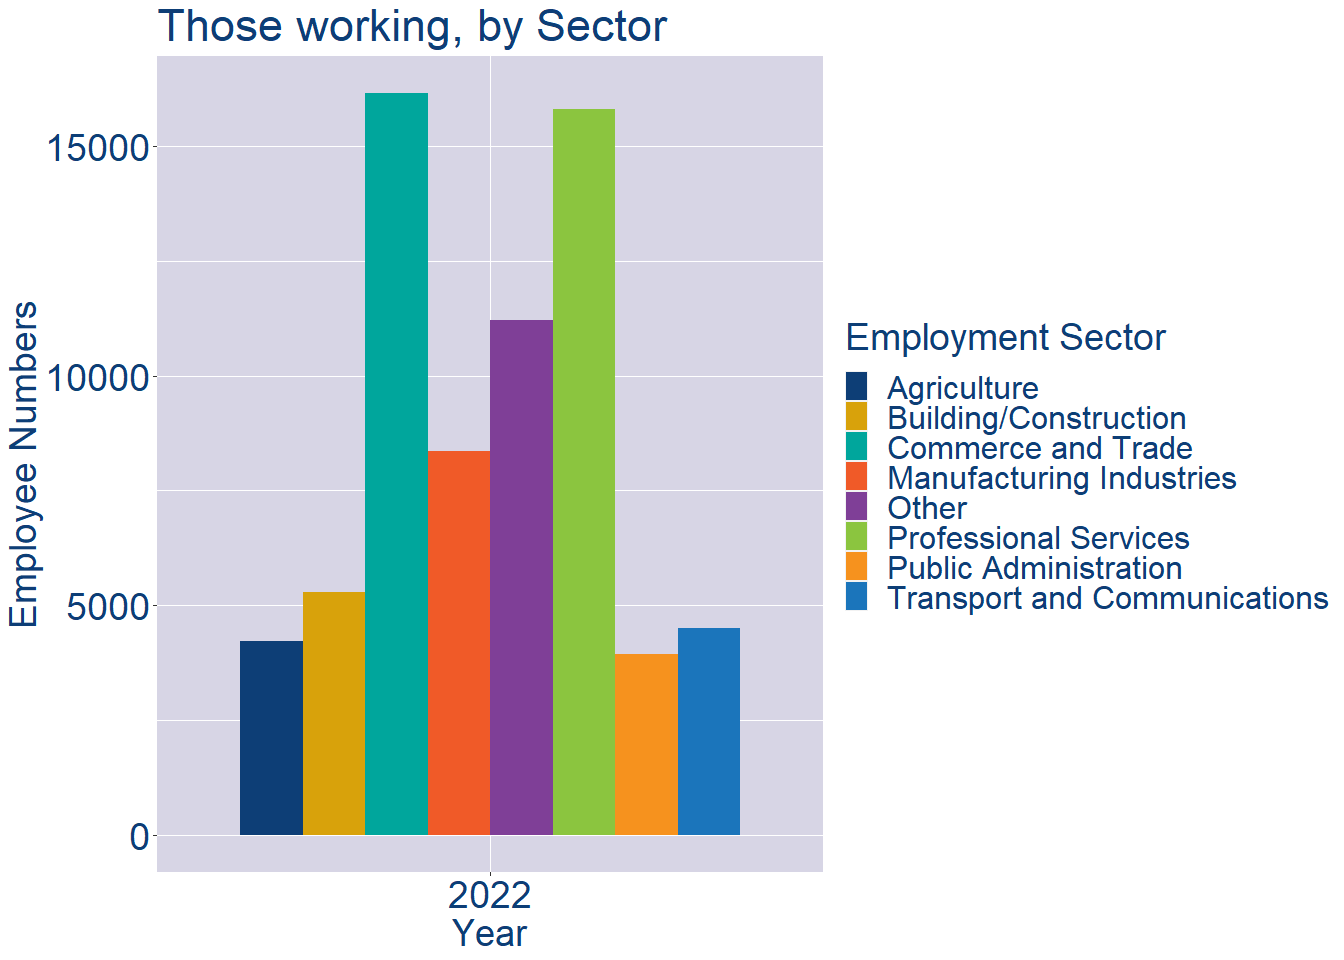 Those working, by Sector
Employee Numbers
15000
10000
5000
0
2022
Year
Employment Sector
Agriculture
Building/Construction
Commerce and Trade
Manufacturing Industries
Other
Professional Services
Public Administration
Transport and Communications